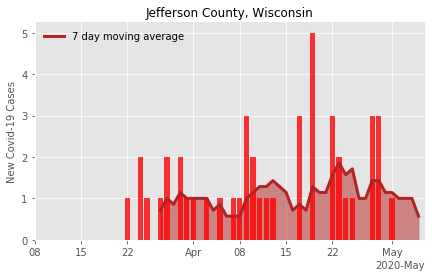 Jefferson County, Wisconsin
7 day moving average
New Covid-19 Cases
5
4
3
2
1
0
08
15
22
Apr
08
15
22
May
2020-May